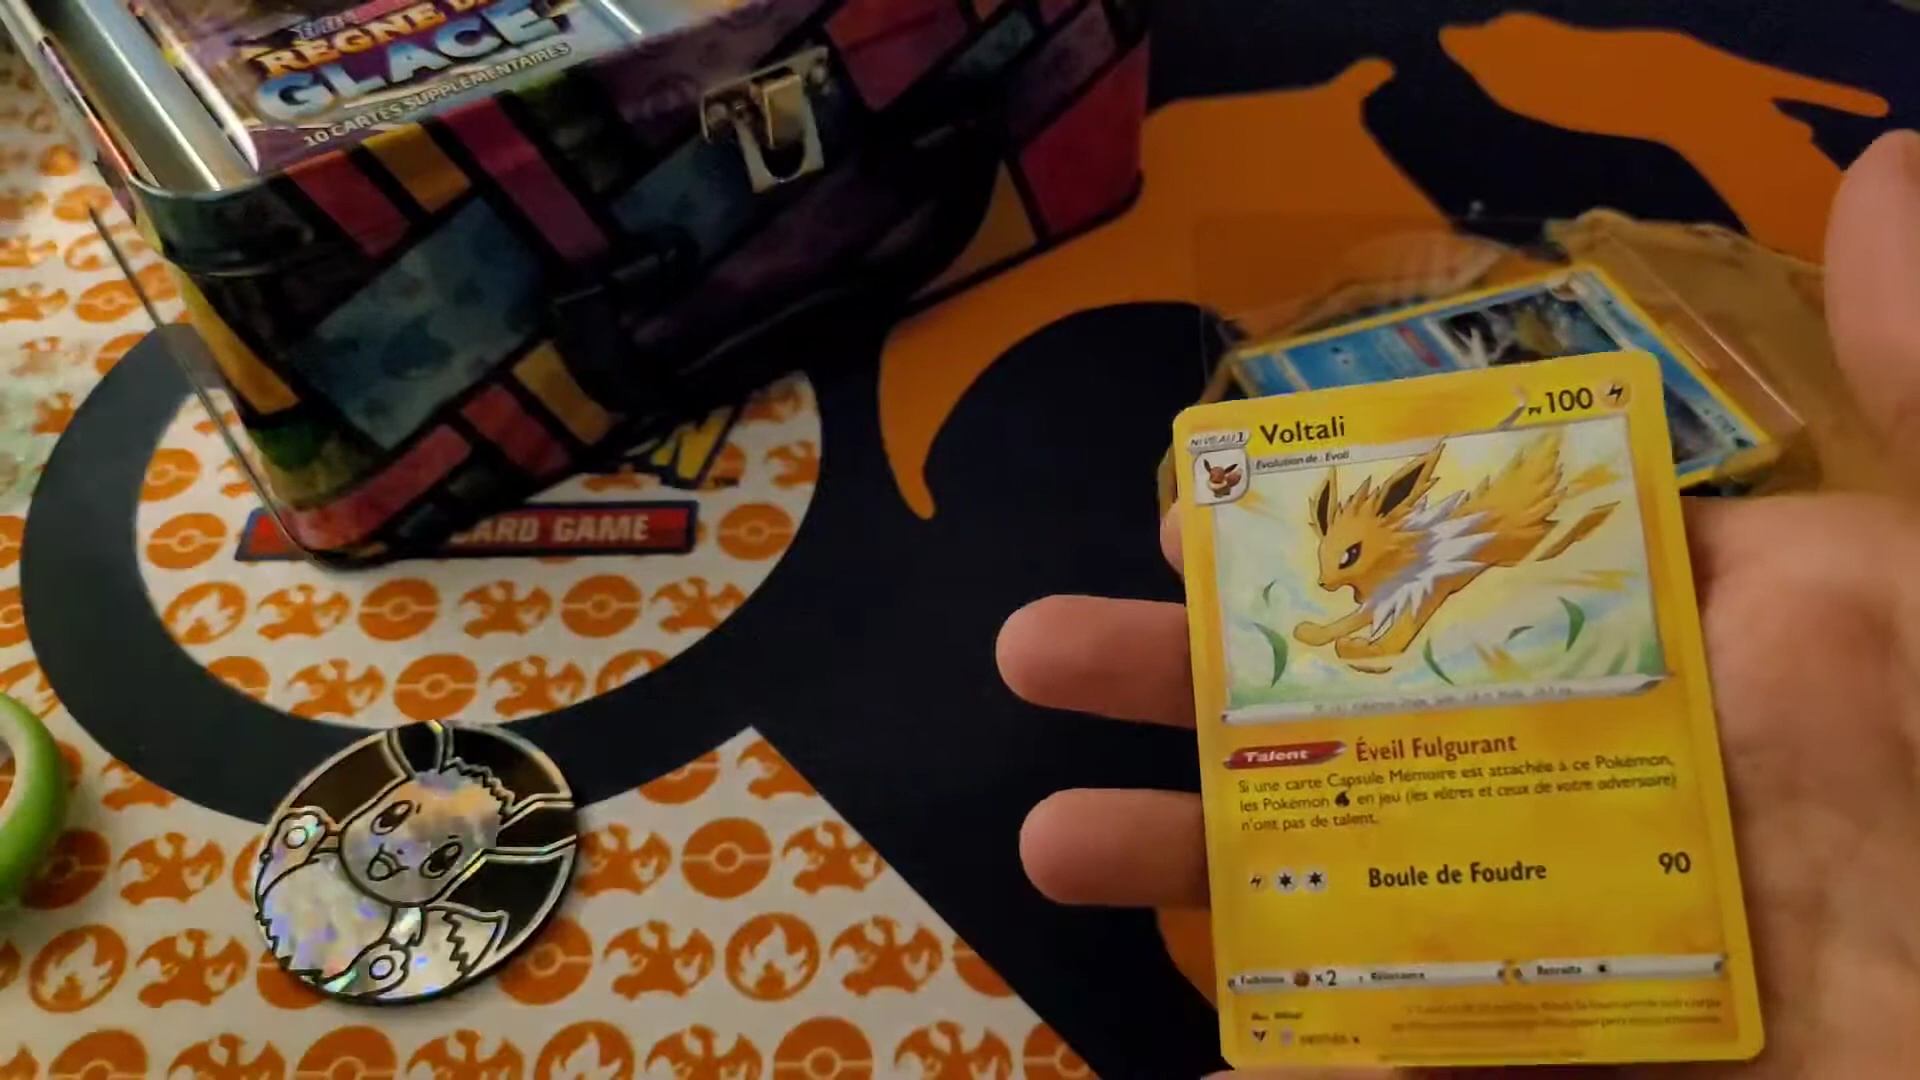 RÈGNE DE
GLACE
10 CARTES SUPPLÉMENTAIRES
CARD GAME
NIVEAU 1
Voltali
100
Évolution de : Évoli
Talent
Éveil Fulgurant
Si une carte Capsule Mémoire est attachée à ce Pokémon,
les Pokémon en jeu (les vôtres et ceux de votre adversaire)
n'ont pas de talent.
Boule de Foudre 90
Faiblesse ×2 Résistance Retraite